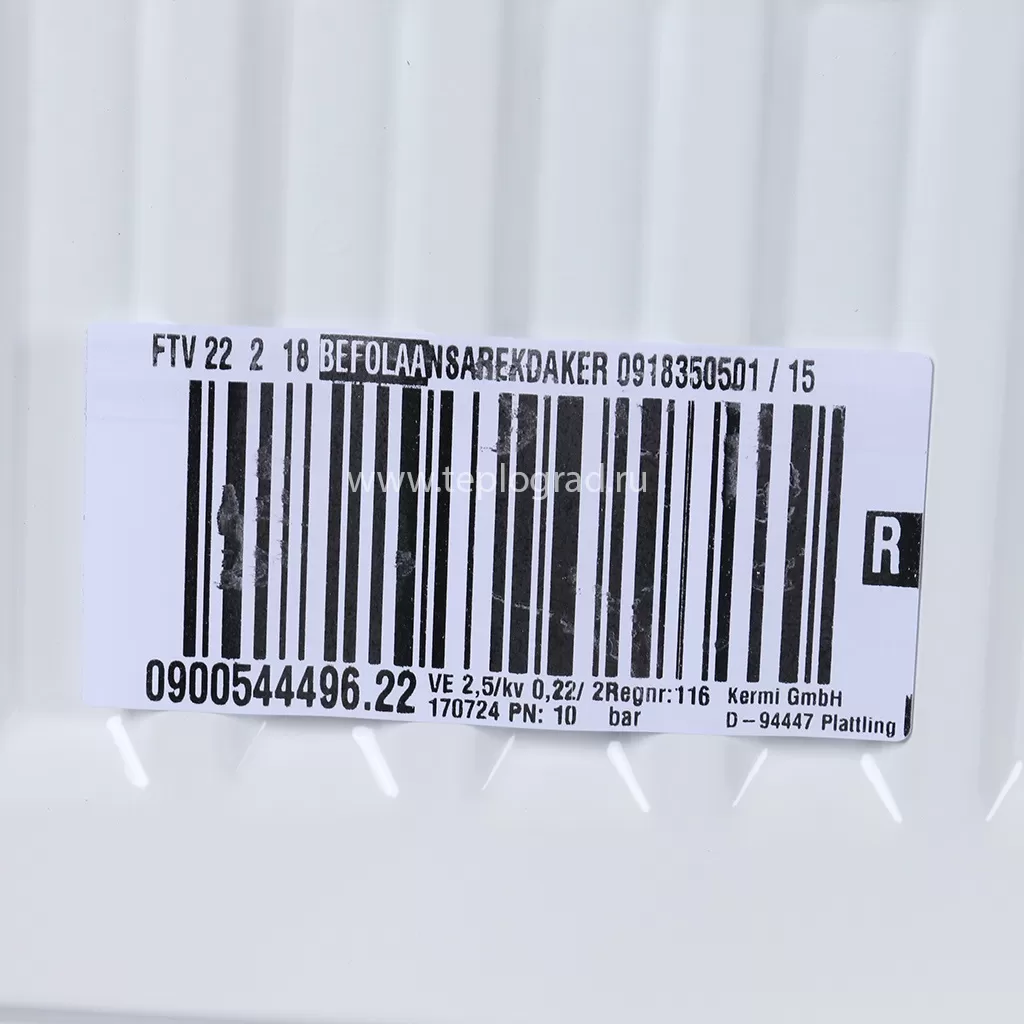 FTV 22 2 18 BEFOLAANSAREKDAKER 0918350501 / 15
www.teplograd.ru
R
0900544496.22
VE 2,5/kv 0,22/ 2Regnr:116 Kermi GmbH
170724 PN: 10 bar D-94447 Plattling